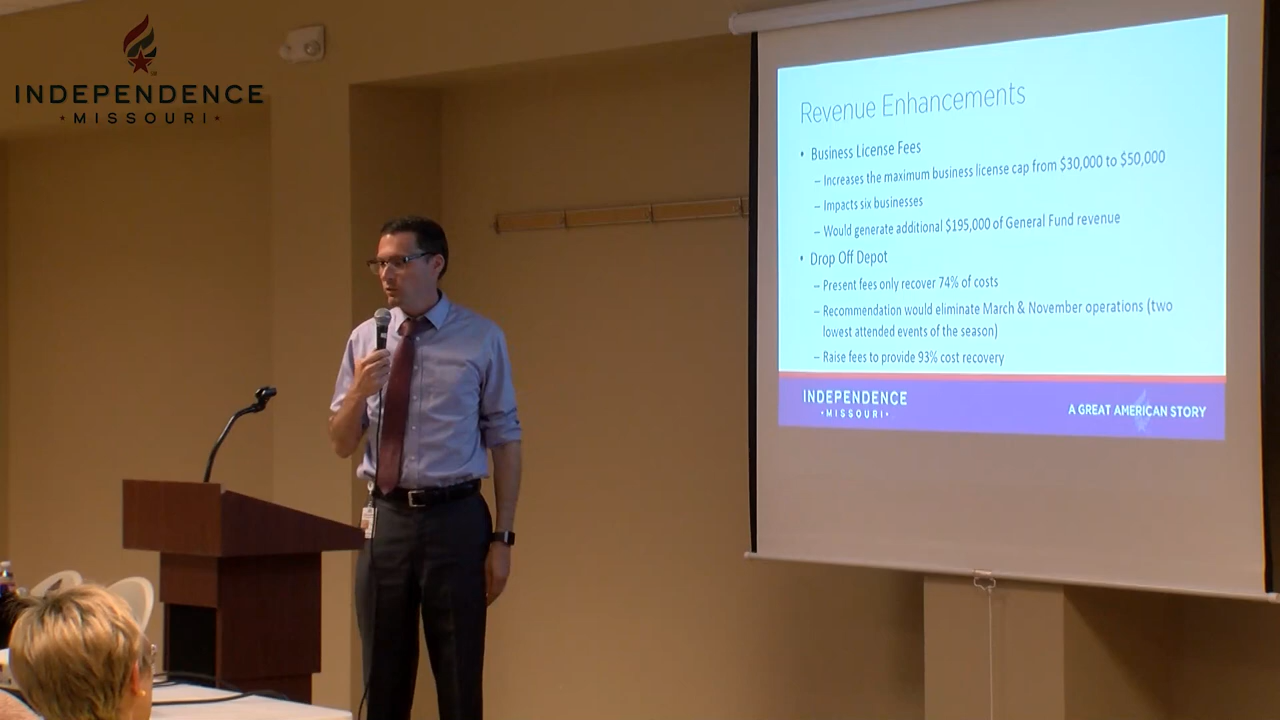 INDEPENDENCE
MISSOURI
Revenue Enhancements
• Business License Fees
– Increases the maximum business license cap from $30,000 to $50,000
– Impacts six businesses
– Would generate additional $195,000 of General Fund revenue
• Drop Off Depot
– Present fees only recover 74% of costs
– Recommendation would eliminate March & November operations (two
lowest attended events of the season)
– Raise fees to provide 93% cost recovery
INDEPENDENCE
MISSOURI
A GREAT AMERICAN STORY